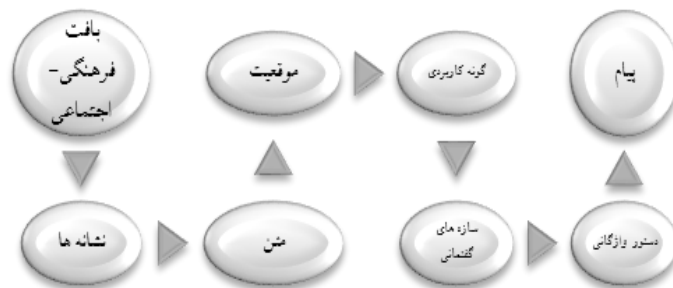 بافت
فرهنگی-
اجتماعی
نشانه ها
متن
موقعیت
گونه کاربردی
سازه های
گفتمانی
دستور واژگانی
پیام